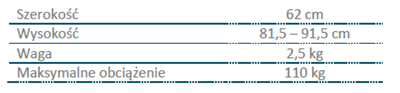 Szerokość 62 cm
Wysokość 81,5 – 91,5 cm
Waga 2,5 kg
Maksymalne obciążenie 110 kg